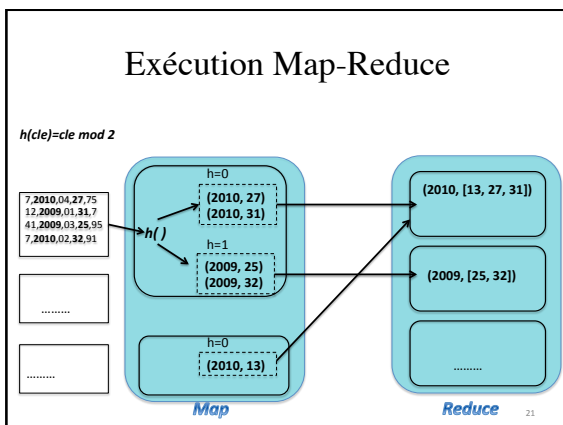 Exécution Map-Reduce
h(cle)=cle mod 2
7,2010,04,27,75
12,2009,01,31,7
41,2009,03,25,95
7,2010,02,32,91
………
………
h( )
h=0
(2010, 27)
(2010, 31)
h=1
(2009, 25)
(2009, 32)
h=0
(2010, 13)
Map
(2010, [13, 27, 31])
(2009, [25, 32])
………
Reduce
21